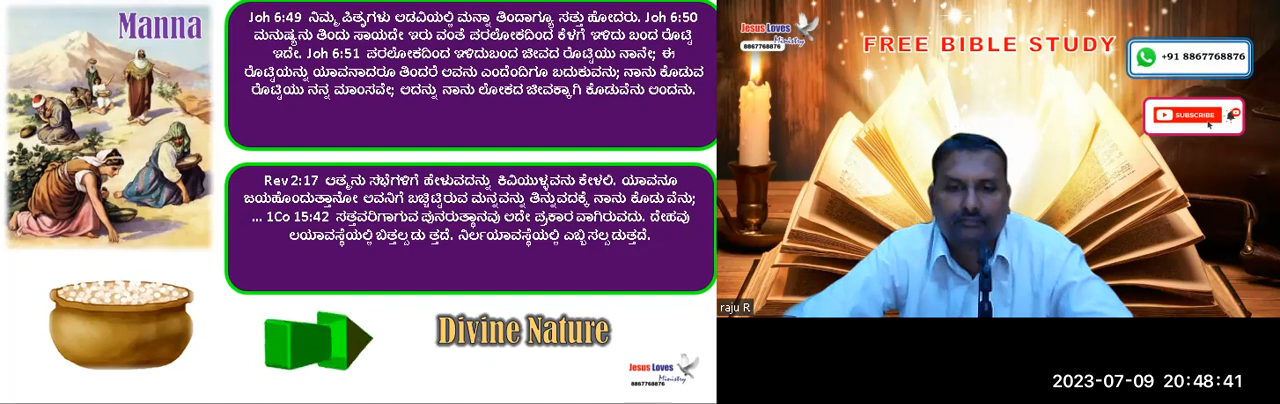 Manna
Joh 6:49 ನಿಮ್ಮ ಪಿತೃಗಳು ಅಡವಿಯಲ್ಲಿ ಮನ್ನಾ ತಿಂದಾಗ್ಯೂ ಸತ್ತು ಹೋದರು. Joh 6:50
ಮನುಷ್ಯನು ತಿಂದು ಸಾಯದೇ ಇರು ವಂತೆ ಪರಲೋಕದಿಂದ ಕೆಳಗೆ ಇಳಿದು ಬಂದ ರೊಟ್ಟಿ
ಇದೇ. Joh 6:51 ಪರಲೋಕದಿಂದ ಇಳಿದುಬಂದ ಜೀವದ ರೊಟ್ಟಿಯು ನಾನೇ; ಈ
ರೊಟ್ಟಿಯನ್ನು ಯಾವನಾದರೂ ತಿಂದರೆ ಅವನು ಎಂದೆಂದಿಗೂ ಬದುಕುವನು; ನಾನು ಕೊಡುವ
ರೊಟ್ಟಿಯು ನನ್ನ ಮಾಂಸವೇ; ಅದನ್ನು ನಾನು ಲೋಕದ ಜೀವಕ್ಕಾಗಿ ಕೊಡುವೆನು ಅಂದನು.
Rev 2:17 ಆತ್ಮನು ಸಭೆಗಳಿಗೆ ಹೇಳುವದನ್ನು ಕಿವಿಯುಳ್ಳವನು ಕೇಳಲಿ. ಯಾವನೂ
ಜಯಹೊಂದುತ್ತಾನೋ ಅವನಿಗೆ ಬಚ್ಚಿಟ್ಟಿರುವ ಮನ್ನವನ್ನು ತಿನ್ನುವದಕ್ಕೆ ನಾನು ಕೊಡು ವೆನು;
... 1Co 15:42 ಸತ್ತವರಿಗಾಗುವ ಪುನರುತ್ಥಾನವು ಅದೇ ಪ್ರಕಾರ ವಾಗಿರುವದು. ದೇಹವು
ಲಯಾವಸ್ಥೆಯಲ್ಲಿ ಬಿತ್ತಲ್ಪಡು ತ್ತದೆ. ನಿರ್ಲಯಾವಸ್ಥೆಯಲ್ಲಿ ಎಬ್ಬಿಸಲ್ಪ ಡುತ್ತದೆ.
Divine Nature
Jesus Loves
Ministry
8867768876
Jesus Loves
Ministry
8867768876
FREE BIBLE STUDY
+91 8867768876
SUBSCRIBE
raju R
2023-07-09 20:48:41